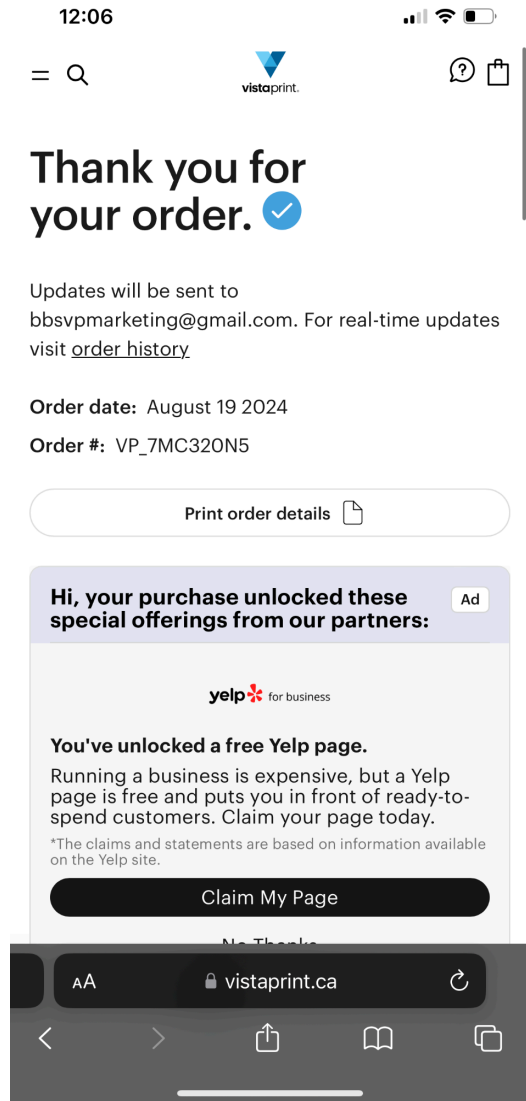 12:06
vistaprint.
Thank you for
your order.
Updates will be sent to
bbsvpmarketing@gmail.com. For real-time updates
visit order history
Order date: August 19 2024
Order #: VP_7MC320N5
Print order details
Hi, your purchase unlocked these
special offerings from our partners:
Ad
yelp for business
You've unlocked a free Yelp page.
Running a business is expensive, but a Yelp
page is free and puts you in front of ready-to-
spend customers. Claim your page today.
*The claims and statements are based on information available
on the Yelp site.
Claim My Page
No Thanks
AA
vistaprint.ca